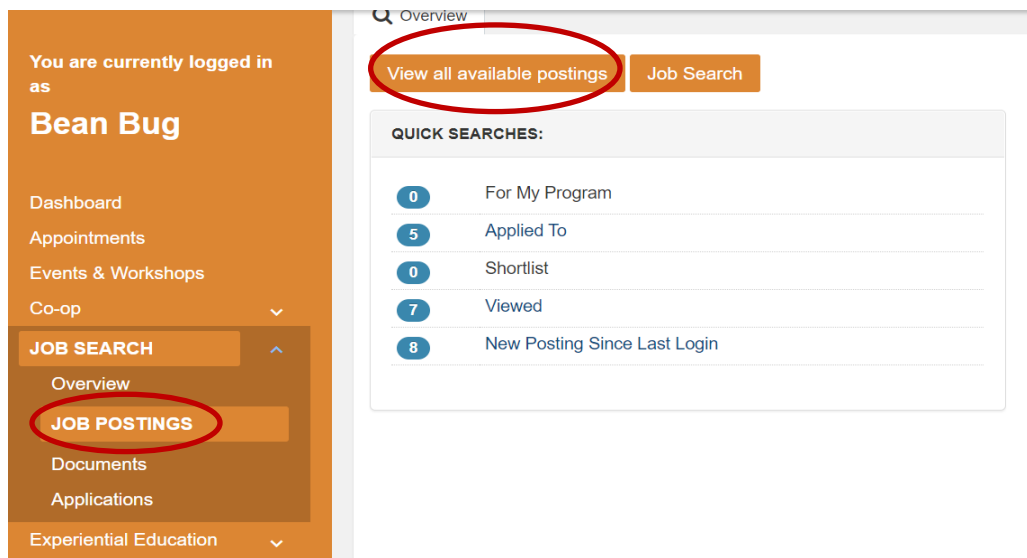 You are currently logged in
as
Bean Bug
Dashboard
Appointments
Events & Workshops
Co-op
JOB SEARCH
Overview
JOB POSTINGS
Documents
Applications
Experiential Education
Overview
View all available postings Job Search
QUICK SEARCHES:
0 For My Program
5 Applied To
0 Shortlist
7 Viewed
8 New Posting Since Last Login